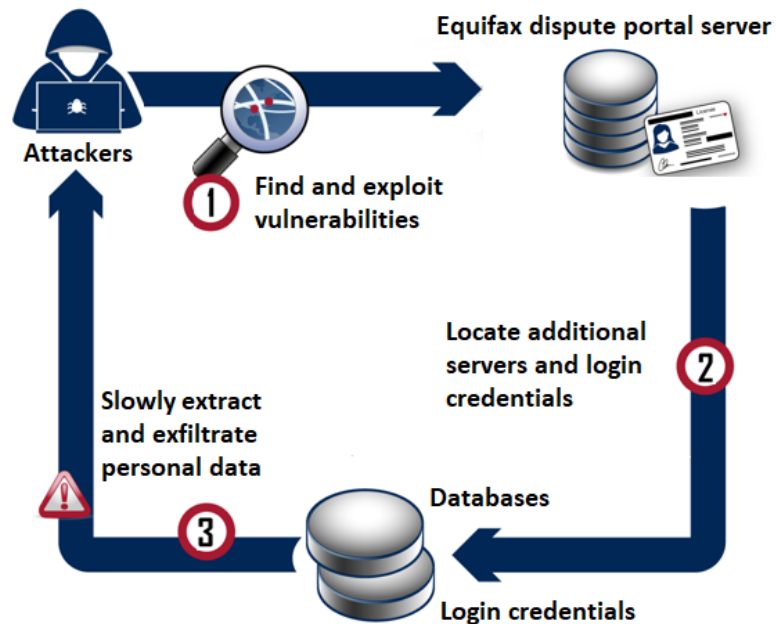 Equifax dispute portal server
License
Attackers
1
Find and exploit
vulnerabilities
Locate additional
servers and login
credentials
2
Slowly extract
and exfiltrate
personal data
3
Databases
Login credentials